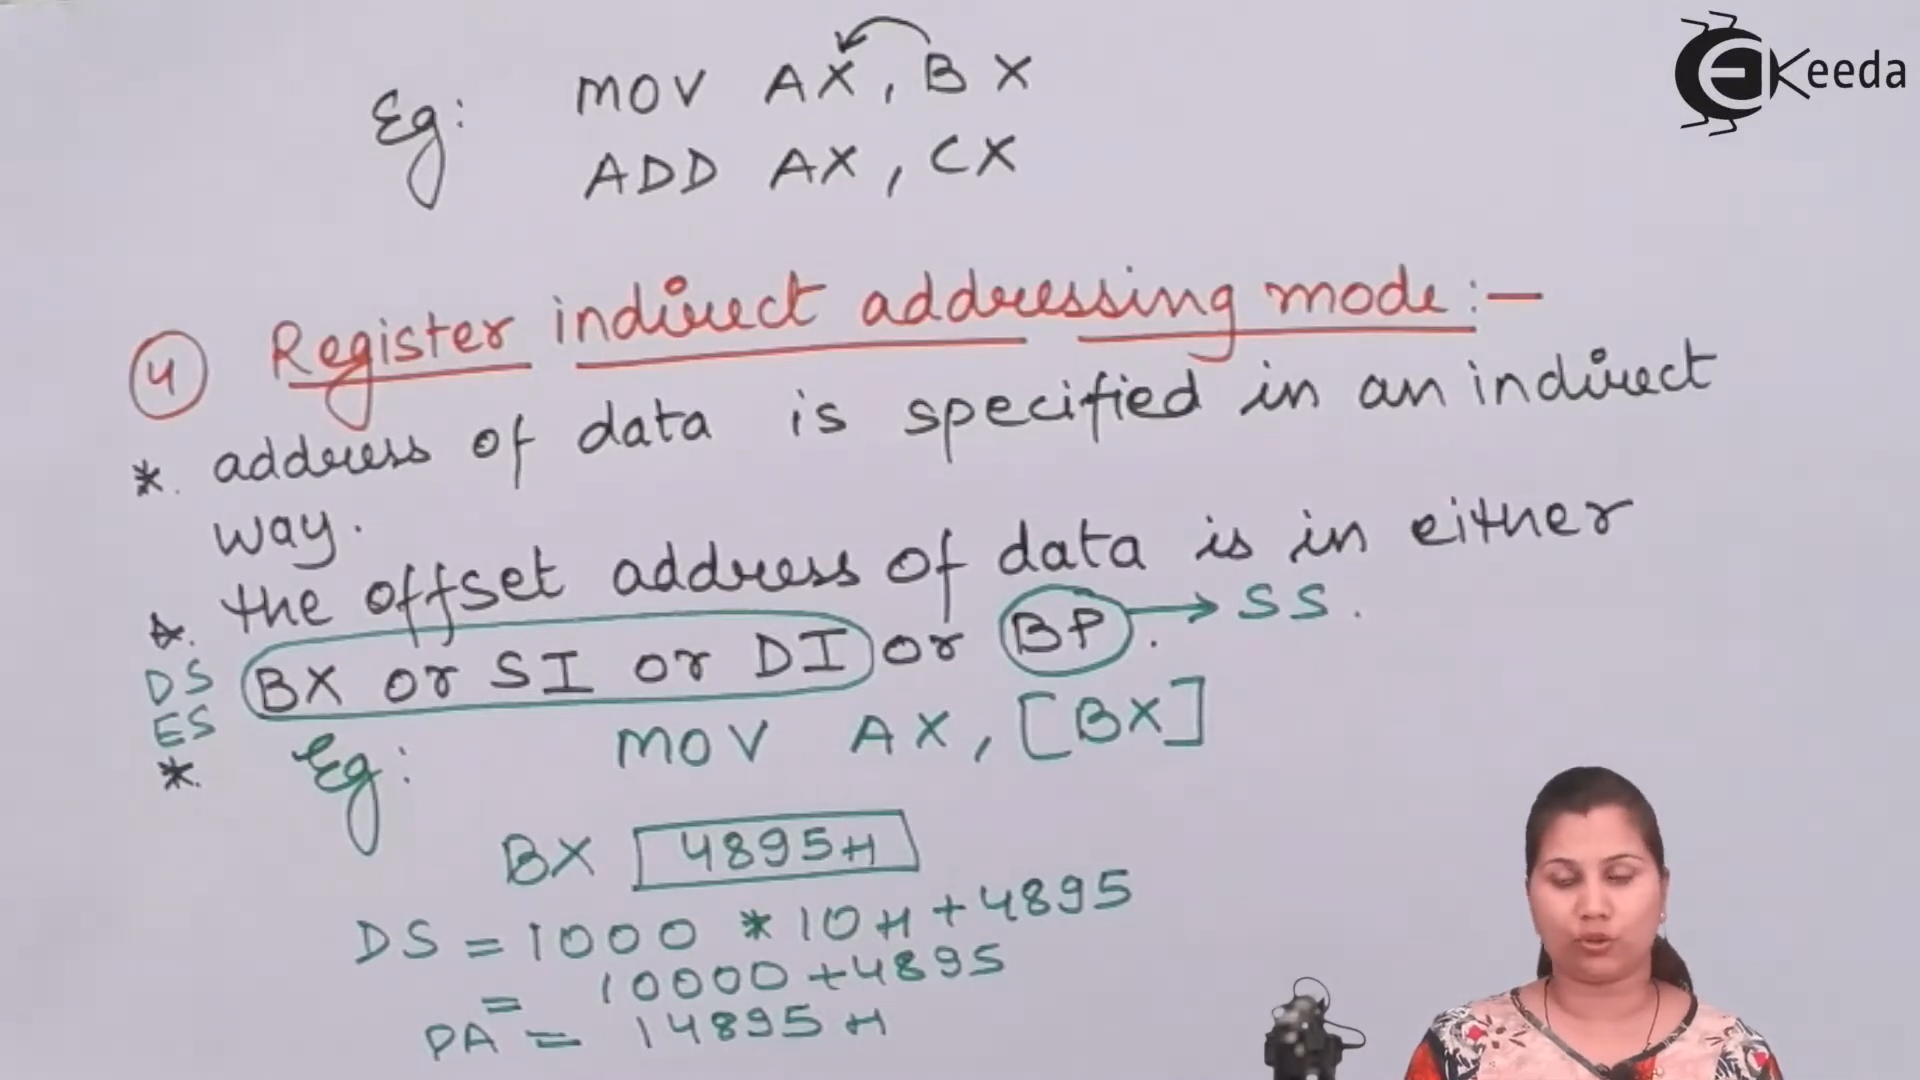 EKeeda
Eg: MOV AX, BX
ADD AX, CX
4 Register indirect addressing mode:-
*. address of data is specified in an indirect
way.
*. the offset address of data is in either
DS BX or SI or DI or BP. → SS.
ES
*. Eg: MOV AX, [BX]
BX 4895H
DS = 1000 * 10H + 4895
= 10000 + 4895
PA = 14895H